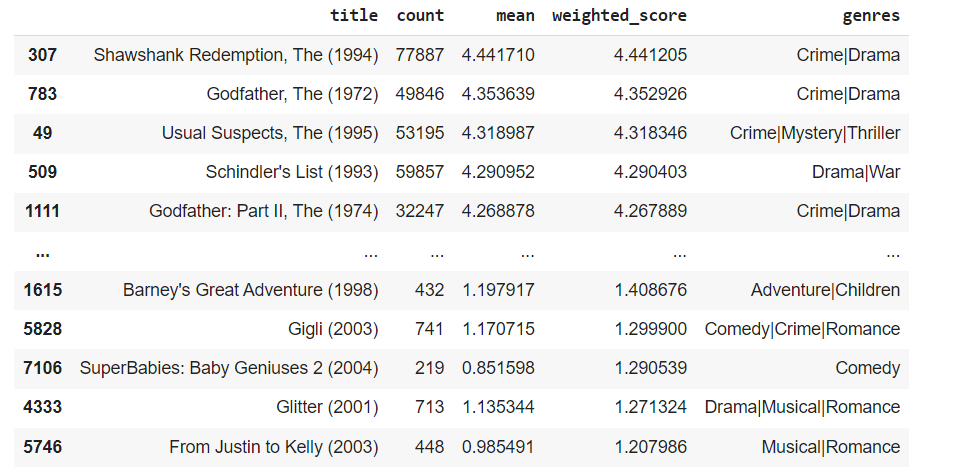 title count mean weighted_score genres
307 Shawshank Redemption, The (1994) 77887 4.441710 4.441205 Crime|Drama
783 Godfather, The (1972) 49846 4.353639 4.352926 Crime|Drama
49 Usual Suspects, The (1995) 53195 4.318987 4.318346 Crime|Mystery|Thriller
509 Schindler's List (1993) 59857 4.290952 4.290403 Drama|War
1111 Godfather: Part II, The (1974) 32247 4.268878 4.267889 Crime|Drama
... ... ... ... ... ...
1615 Barney's Great Adventure (1998) 432 1.197917 1.408676 Adventure|Children
5828 Gigli (2003) 741 1.170715 1.299900 Comedy|Crime|Romance
7106 SuperBabies: Baby Geniuses 2 (2004) 219 0.851598 1.290539 Comedy
4333 Glitter (2001) 713 1.135344 1.271324 Drama|Musical|Romance
5746 From Justin to Kelly (2003) 448 0.985491 1.207986 Musical|Romance